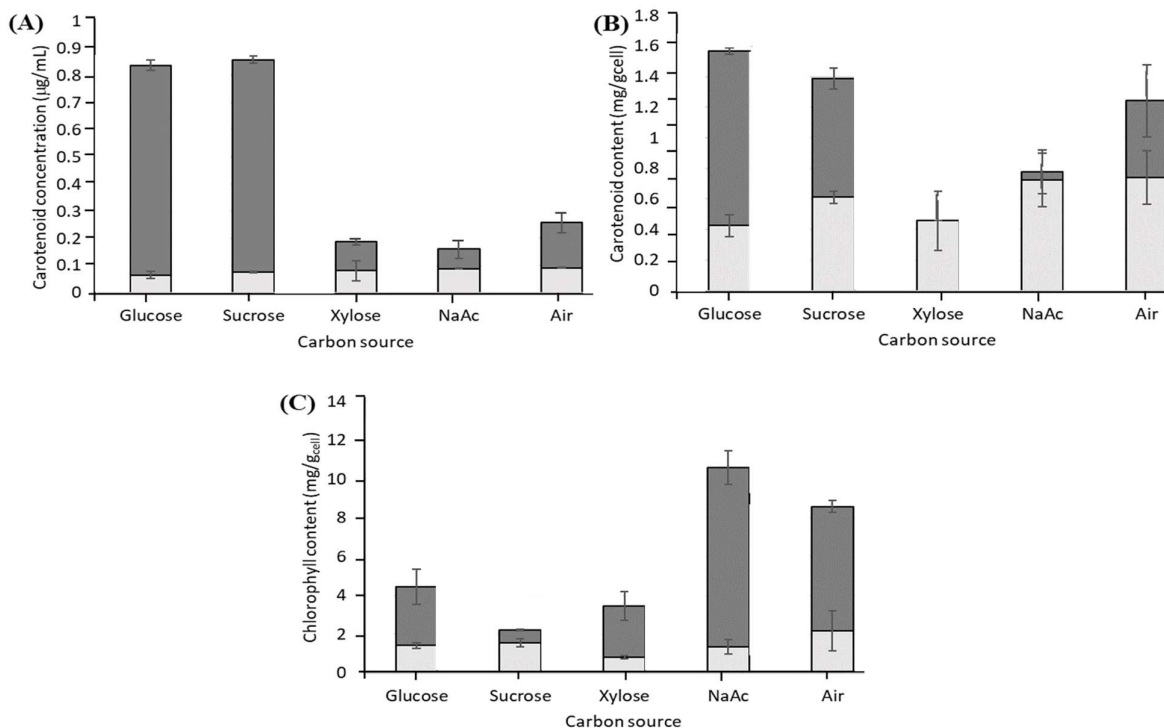 (A)
Carotenoid concentration (µg/mL)
1
0.9
0.8
0.7
0.6
0.5
0.4
0.3
0.2
0.1
0
Glucose Sucrose Xylose NaAc Air
Carbon source
(B)
Carotenoid content (mg/gcell)
1.8
1.6
1.4
1.2
1
0.8
0.6
0.4
0.2
0
Glucose Sucrose Xylose NaAc Air
Carbon source
(C)
Chlorophyll content (mg/gcell)
14
12
10
8
6
4
2
0
Glucose Sucrose Xylose NaAc Air
Carbon source